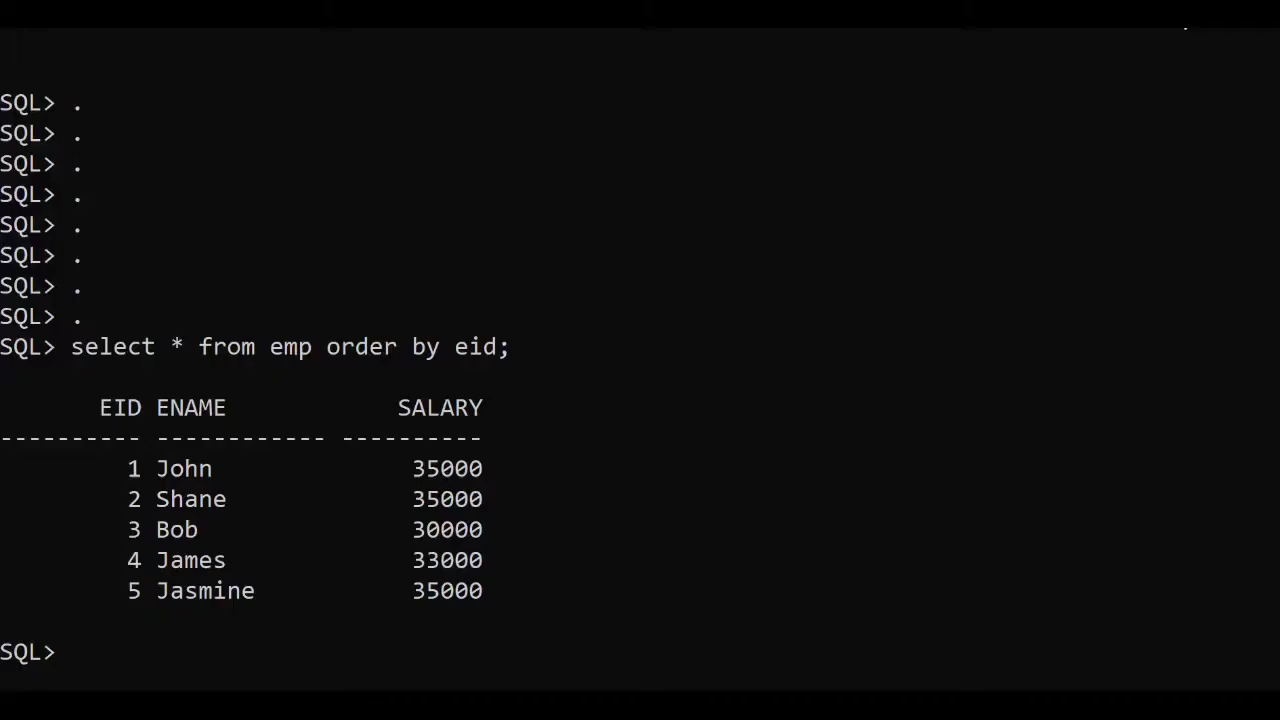 SQL> .
SQL> .
SQL> .
SQL> .
SQL> .
SQL> .
SQL> .
SQL> .
SQL> select * from emp order by eid;
       EID ENAME            SALARY
---------- ------------ ----------
         1 John              35000
         2 Shane             35000
         3 Bob               30000
         4 James             33000
         5 Jasmine           35000
SQL>